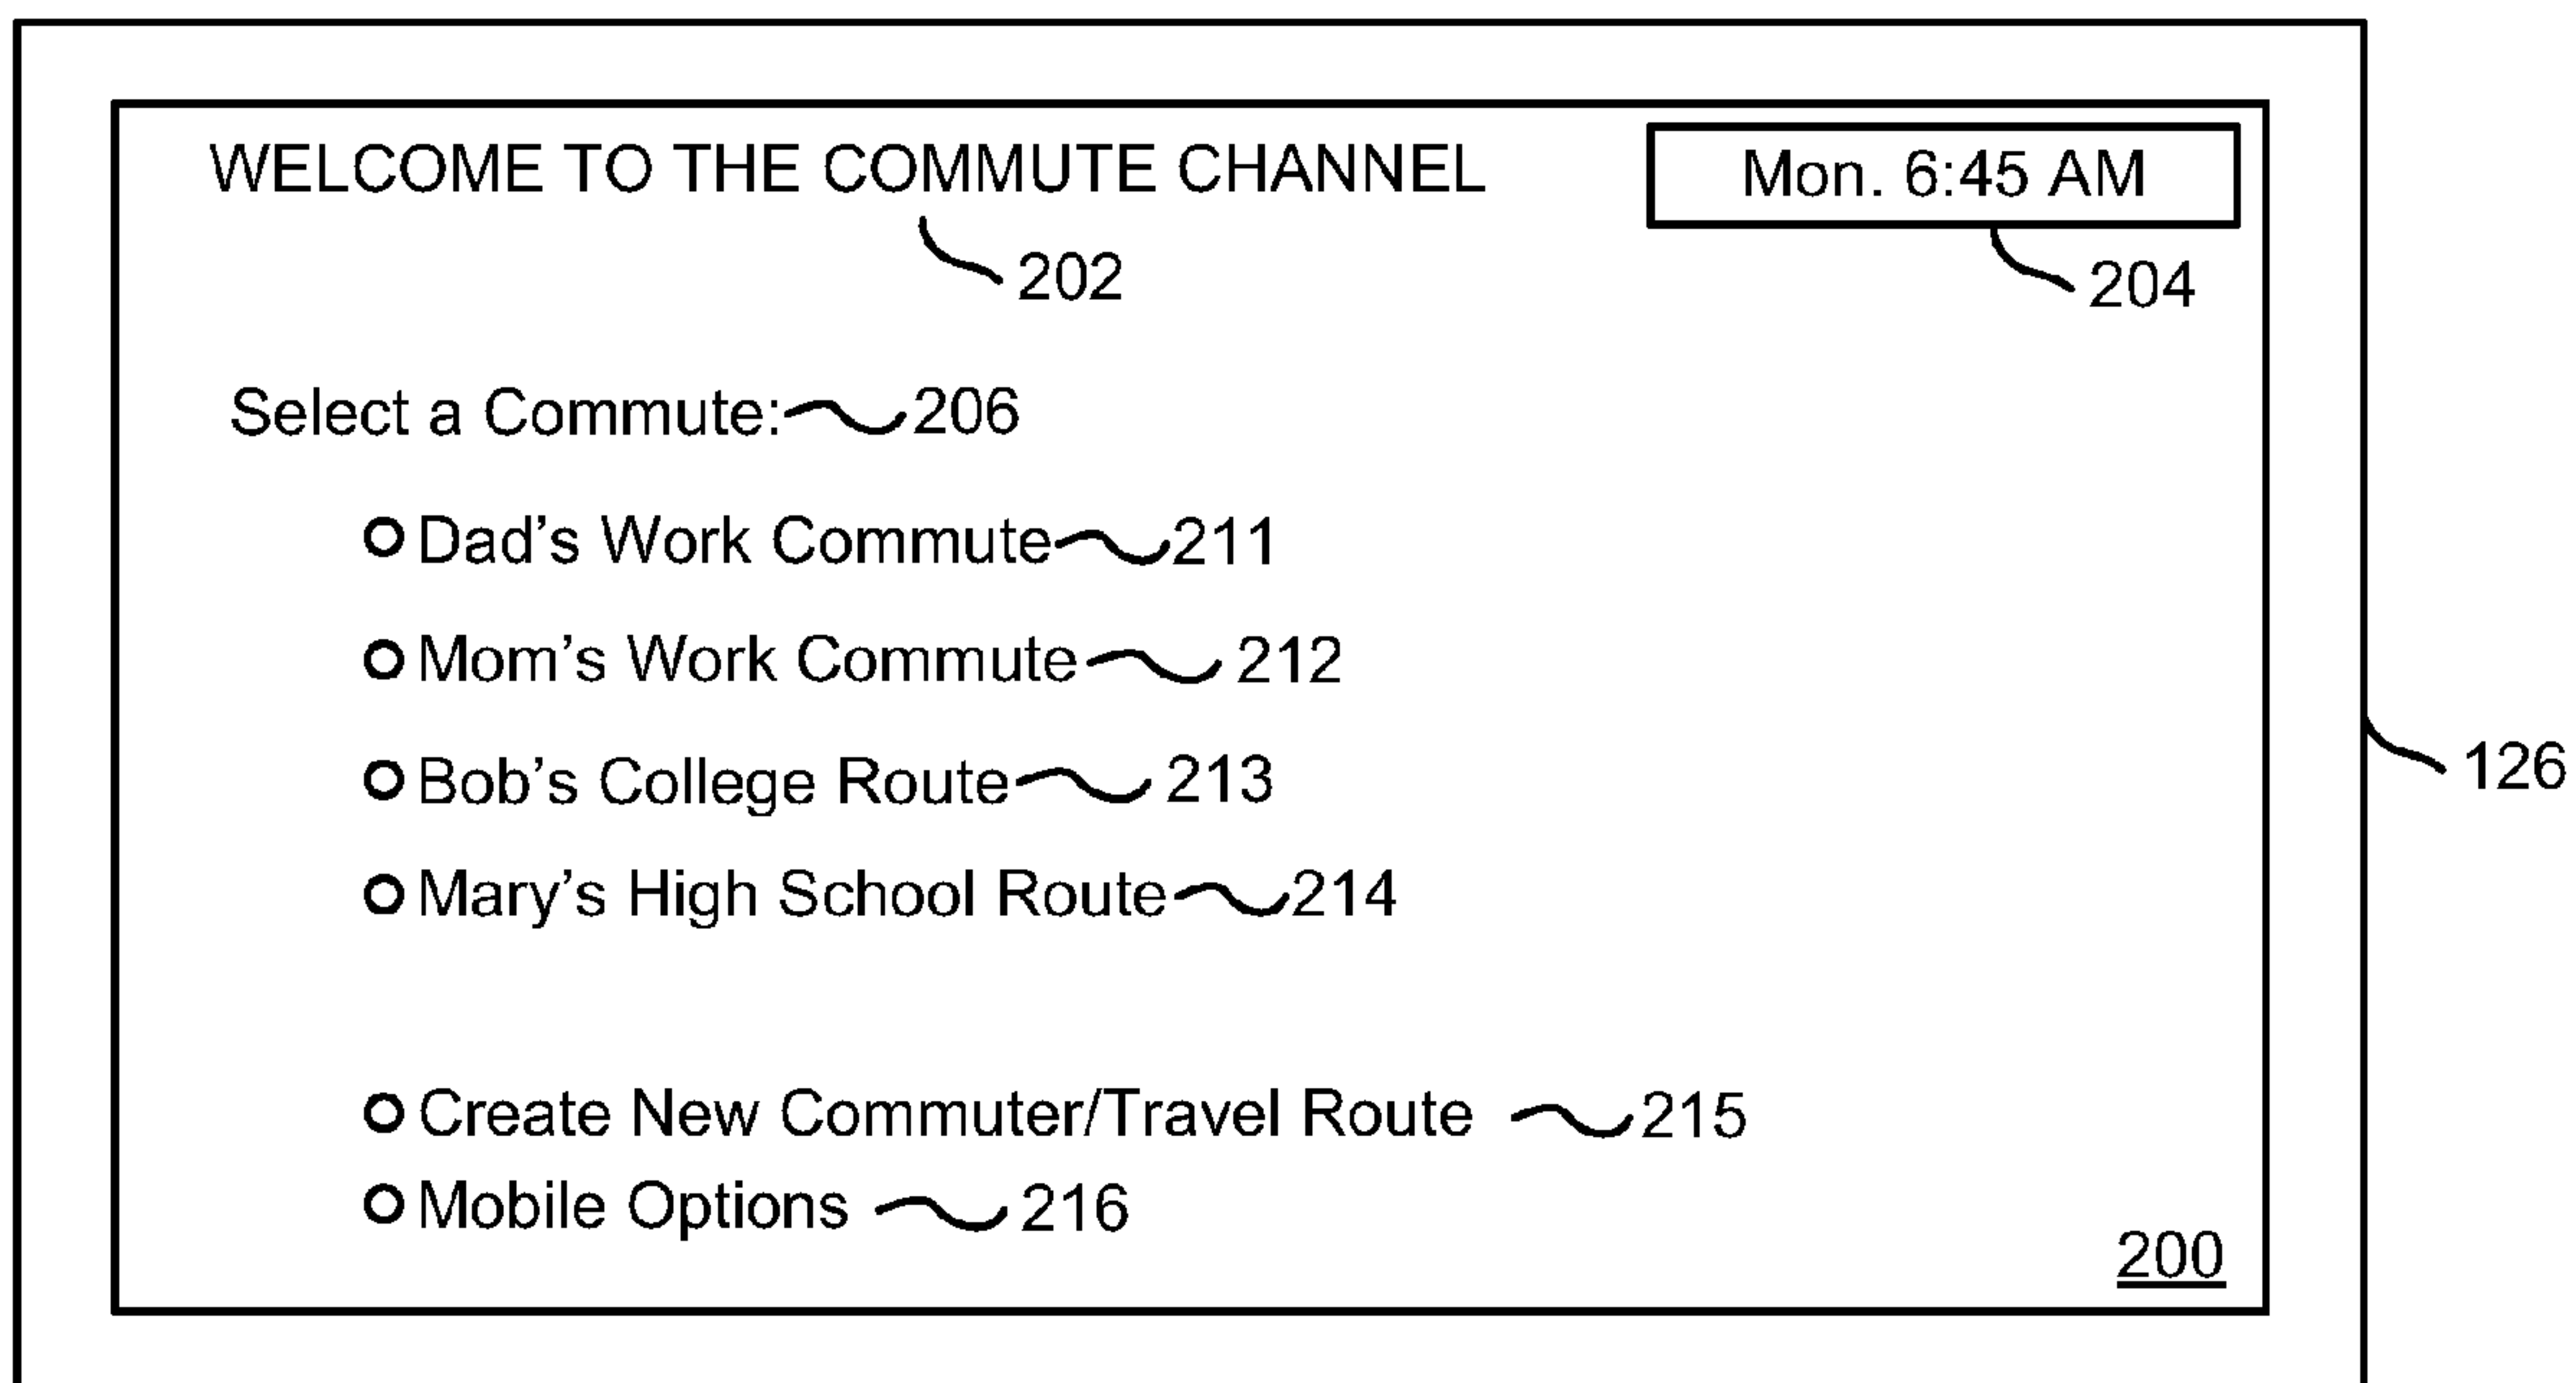 WELCOME TO THE COMMUTE CHANNEL
Mon. 6:45 AM
202
204
Select a Commute: 206
Dad's Work Commute 211
Mom's Work Commute 212
Bob's College Route 213
126
Mary's High School Route 214
Create New Commuter/Travel Route 215
Mobile Options 216
200